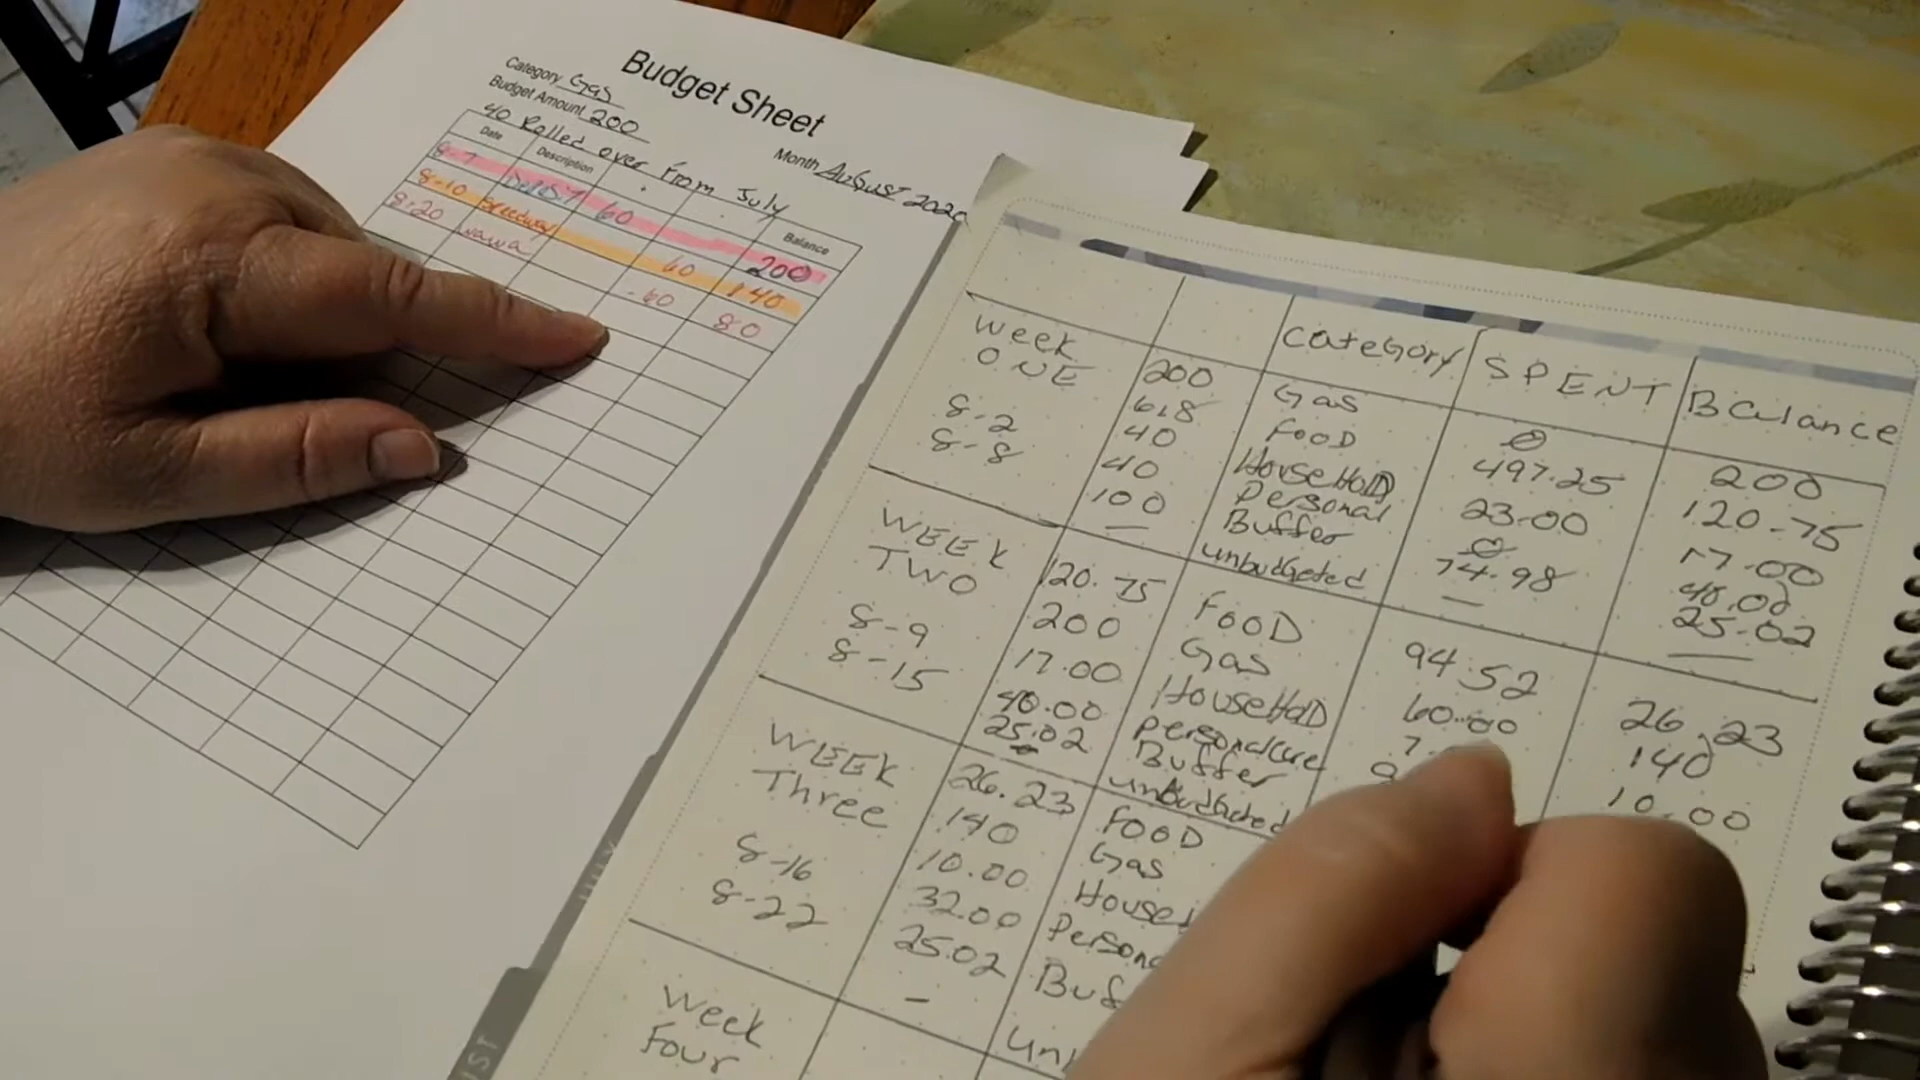 Budget Sheet
Category Gas
Budget Amount 200
Month August 2020
40 Rolled over From July
Date Description Balance
8-7 Deposit 60 200
8-10 Speedway 60 140
8-20 wawa -60 80
CateGory SPENT BALance
Week ONE
8-2
8-8
200 Gas Ø 200
618 FOOD 497.25 120.75
40 HouseHolD 23.00 17.00
40 Personal Ø 40.00
100 Buffer 74.98 25.02
— unbudgeted — —
WEEK TWO
8-9
8-15
120.75 FOOD 94.52 26.23
200 Gas 60.00 140
17.00 HouseHolD 10.00
40.00 personal care
25.02 Buffer
unbudgeted
WEEK Three
8-16
8-22
26.23 FOOD
140 Gas
10.00
32.00
25.02
—
Week Four